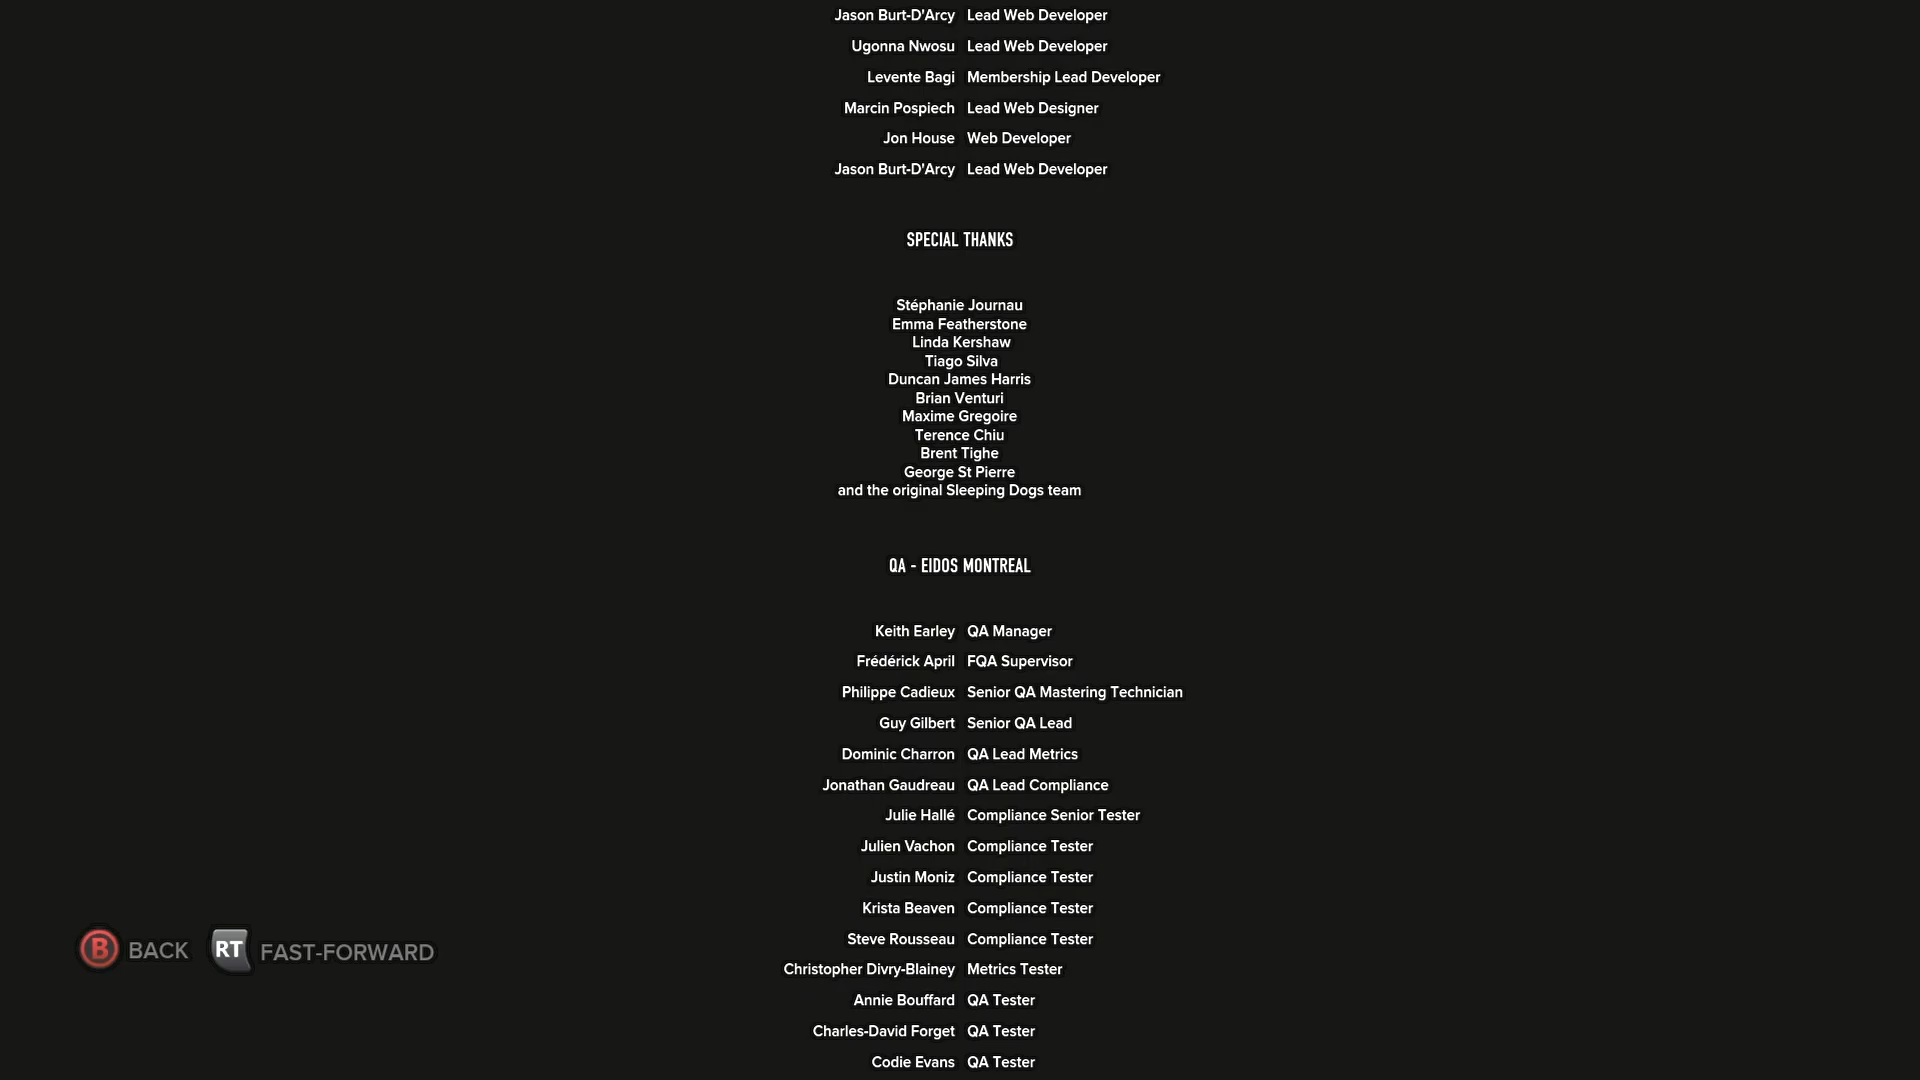 Jason Burt-D'Arcy Lead Web Developer
Ugonna Nwosu Lead Web Developer
Levente Bagi Membership Lead Developer
Marcin Pospiech Lead Web Designer
Jon House Web Developer
Jason Burt-D'Arcy Lead Web Developer
SPECIAL THANKS
Stéphanie Journau
Emma Featherstone
Linda Kershaw
Tiago Silva
Duncan James Harris
Brian Venturi
Maxime Gregoire
Terence Chiu
Brent Tighe
George St Pierre
and the original Sleeping Dogs team
QA - EIDOS MONTREAL
Keith Earley QA Manager
Frédérick April FQA Supervisor
Philippe Cadieux Senior QA Mastering Technician
Guy Gilbert Senior QA Lead
Dominic Charron QA Lead Metrics
Jonathan Gaudreau QA Lead Compliance
Julie Hallé Compliance Senior Tester
Julien Vachon Compliance Tester
Justin Moniz Compliance Tester
Krista Beaven Compliance Tester
Steve Rousseau Compliance Tester
Christopher Divry-Blainey Metrics Tester
Annie Bouffard QA Tester
Charles-David Forget QA Tester
Codie Evans QA Tester
B BACK RT FAST-FORWARD